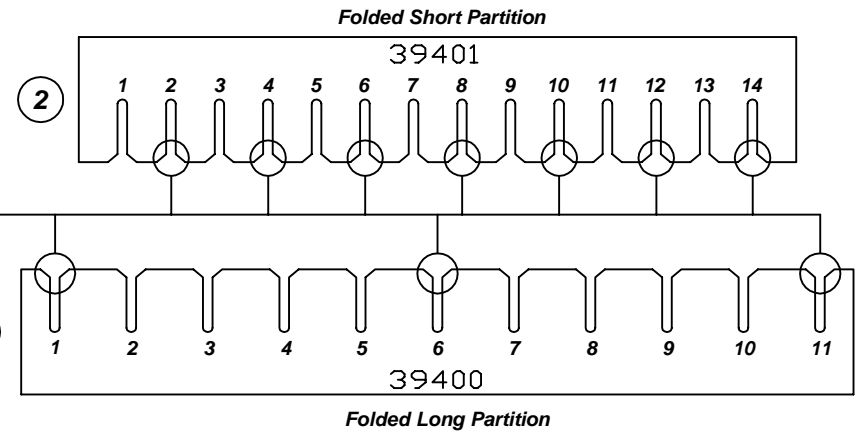 Folded Short Partition
39401
1 2 3 4 5 6 7 8 9 10 11 12 13 14
2
1 2 3 4 5 6 7 8 9 10 11
39400
Folded Long Partition